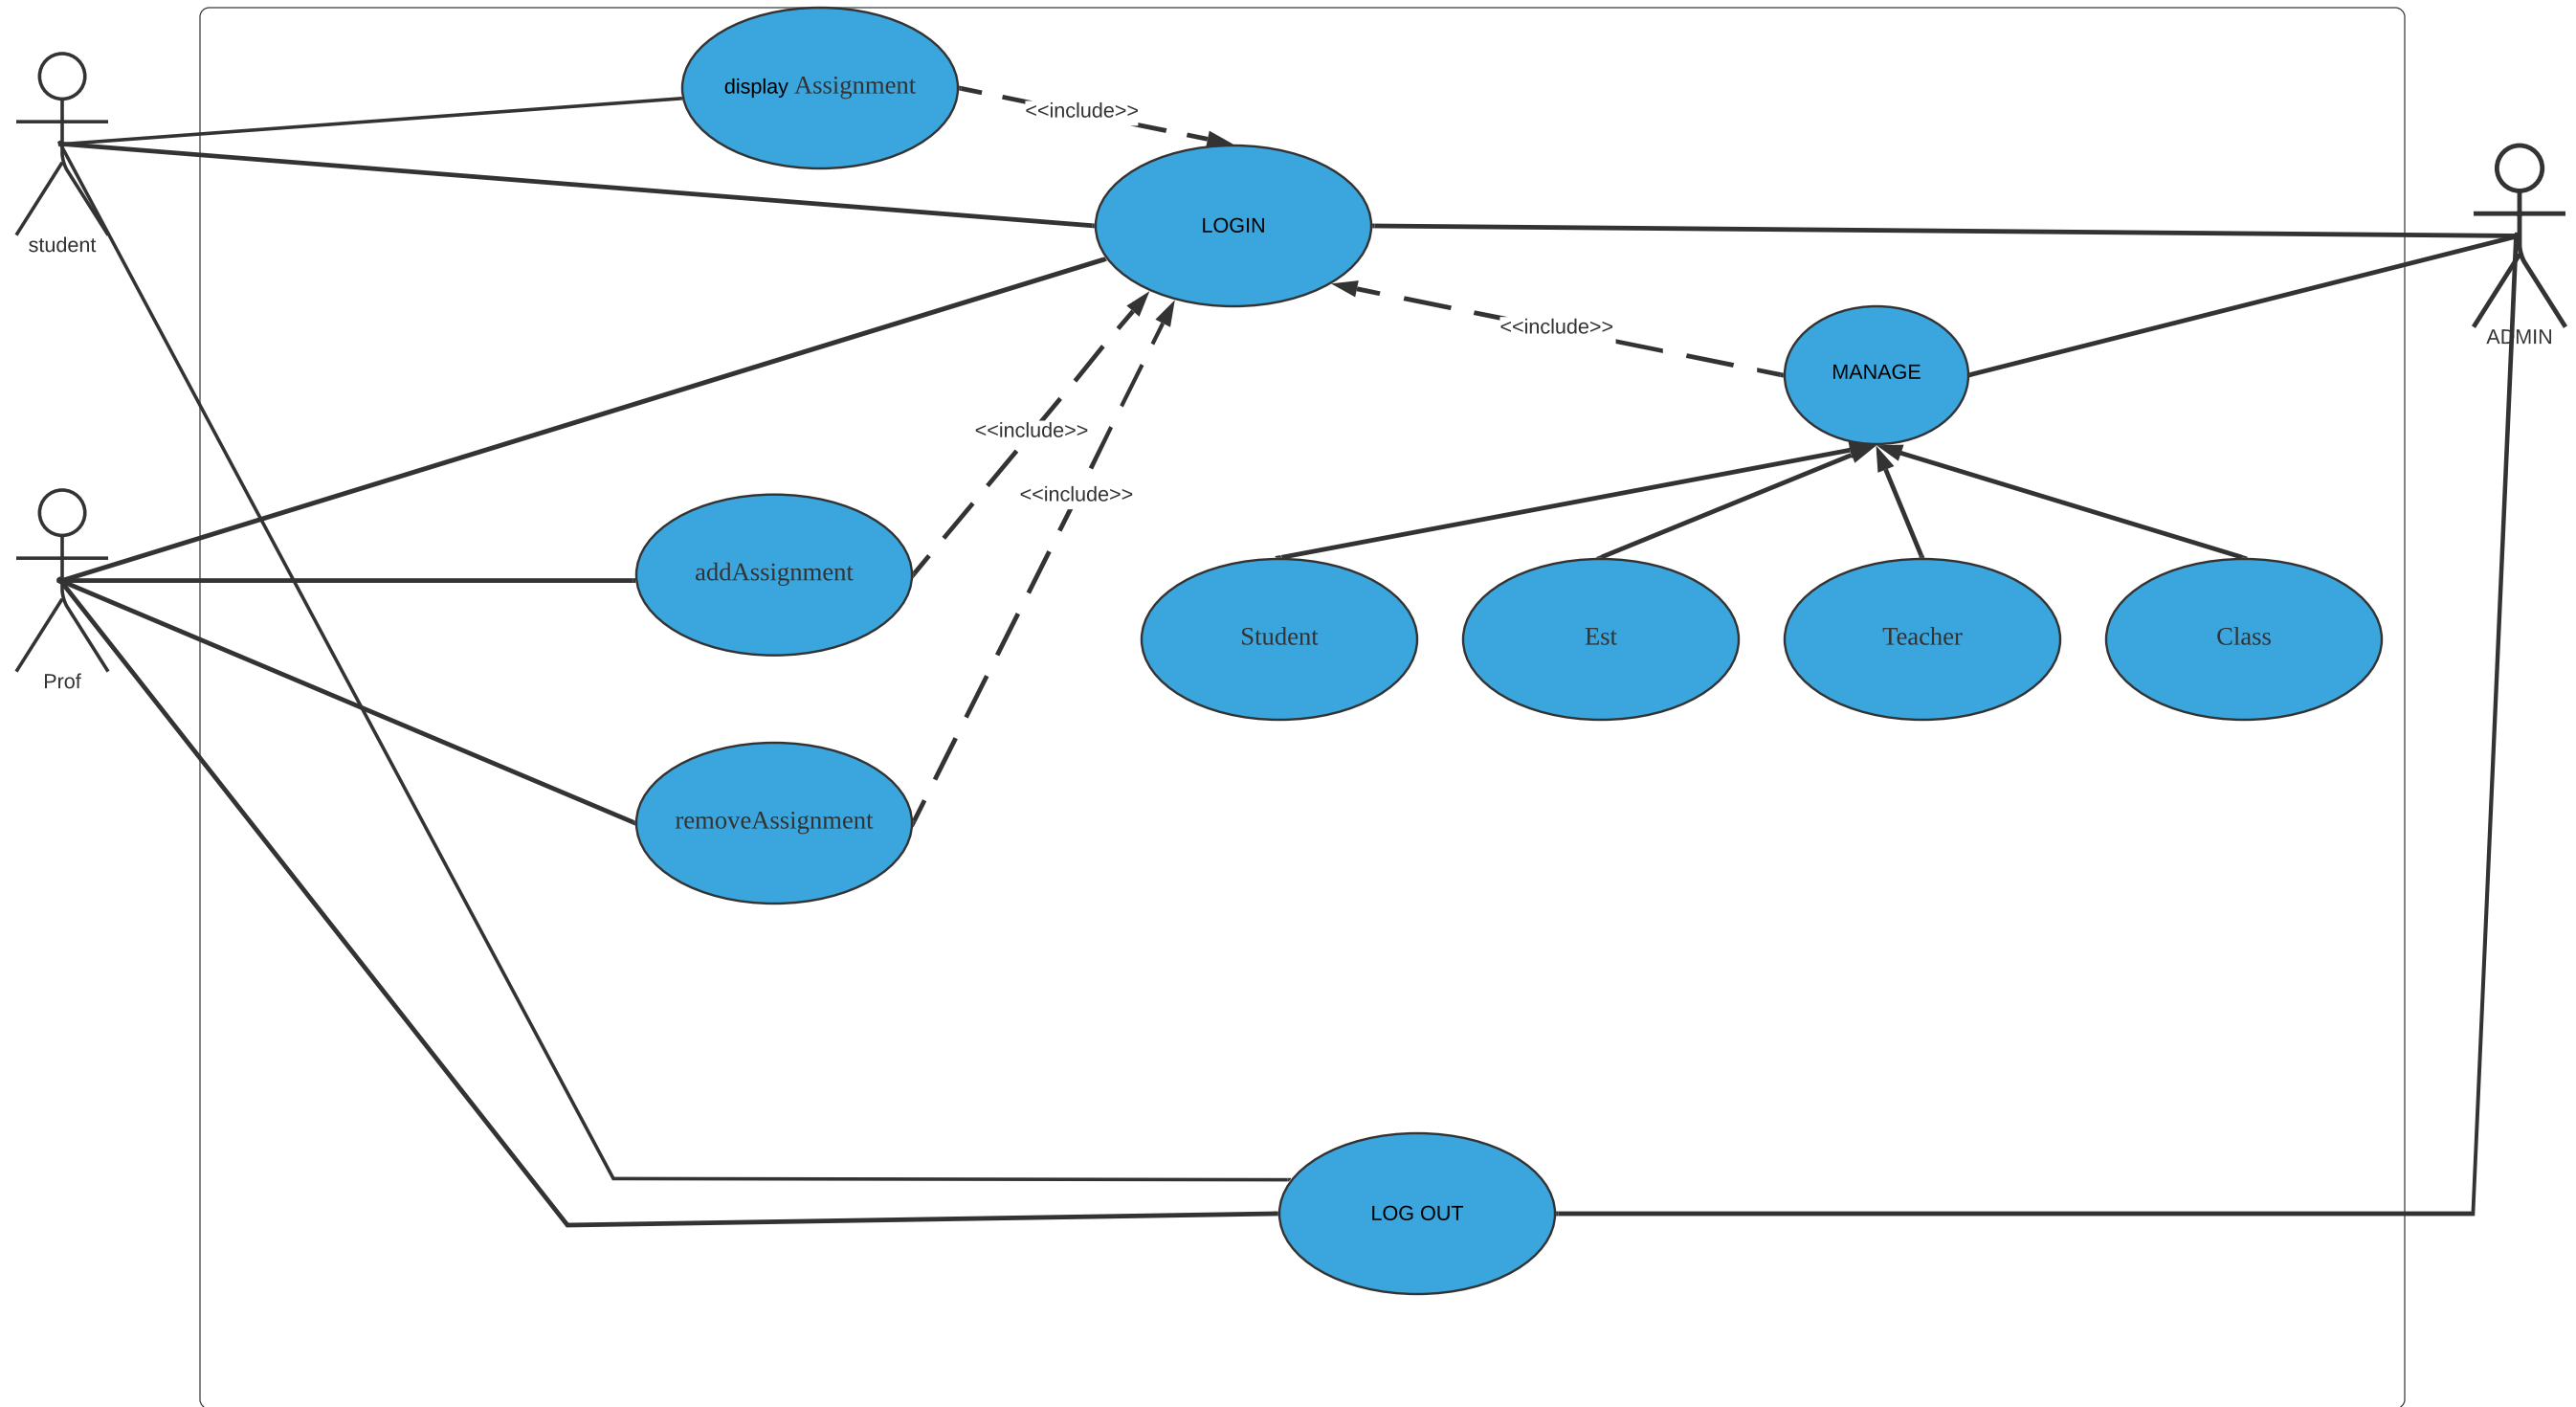 display Assignment
<<include>>
LOGIN
student
<<include>>
ADMIN
MANAGE
<<include>>
<<include>>
addAssignment
Prof
Student
Est
Teacher
Class
removeAssignment
LOG OUT